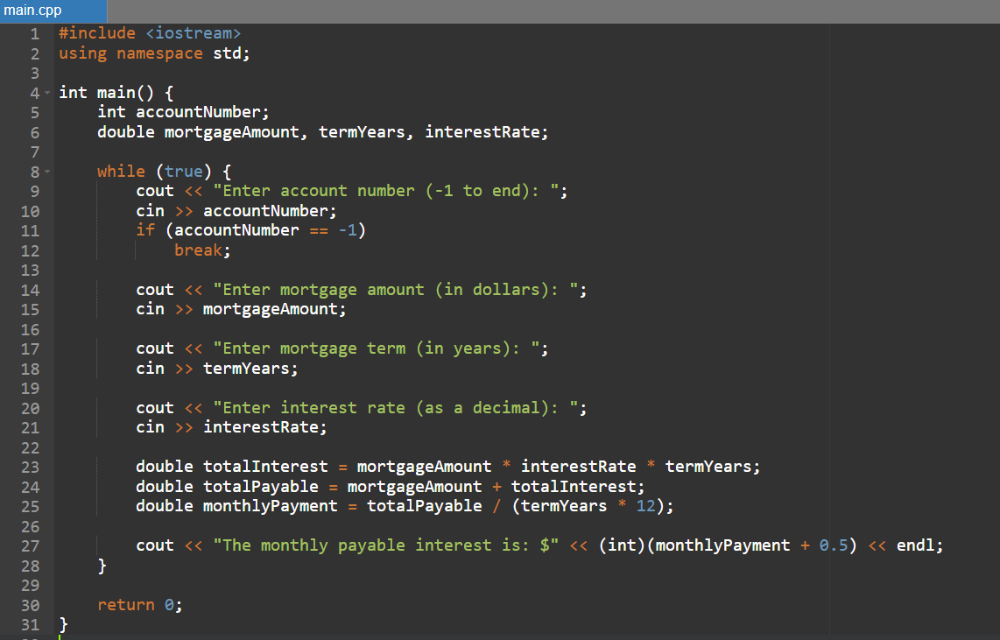 main.cpp
1 #include <iostream>
2 using namespace std;
3
4 int main() {
5     int accountNumber;
6     double mortgageAmount, termYears, interestRate;
7
8     while (true) {
9         cout << "Enter account number (-1 to end): ";
10         cin >> accountNumber;
11         if (accountNumber == -1)
12             break;
13
14         cout << "Enter mortgage amount (in dollars): ";
15         cin >> mortgageAmount;
16
17         cout << "Enter mortgage term (in years): ";
18         cin >> termYears;
19
20         cout << "Enter interest rate (as a decimal): ";
21         cin >> interestRate;
22
23         double totalInterest = mortgageAmount * interestRate * termYears;
24         double totalPayable = mortgageAmount + totalInterest;
25         double monthlyPayment = totalPayable / (termYears * 12);
26
27         cout << "The monthly payable interest is: $" << (int)(monthlyPayment + 0.5) << endl;
28     }
29
30     return 0;
31 }